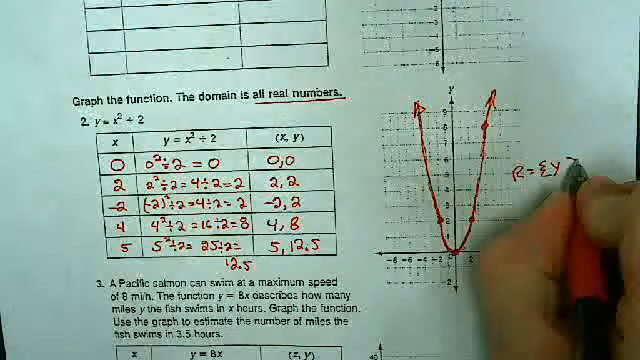 Graph the function. The domain is all real numbers.
2. y = x² ÷ 2
x y = x² ÷ 2 (x, y)
0 0²÷2 = 0 0,0
2 2²÷2 = 4÷2 = 2 2, 2
-2 (-2)²÷2 = 4÷2 = 2 -2, 2
4 4²÷2 = 16÷2 = 8 4, 8
5 5²÷2 = 25÷2 = 5, 12.5
12.5
y
R = {y
3. A Pacific salmon can swim at a maximum speed
of 8 mi/h. The function y = 8x describes how many
miles y the fish swims in x hours. Graph the function.
Use the graph to estimate the number of miles the
fish swims in 3.5 hours.
x y = 8x (x, y)
40